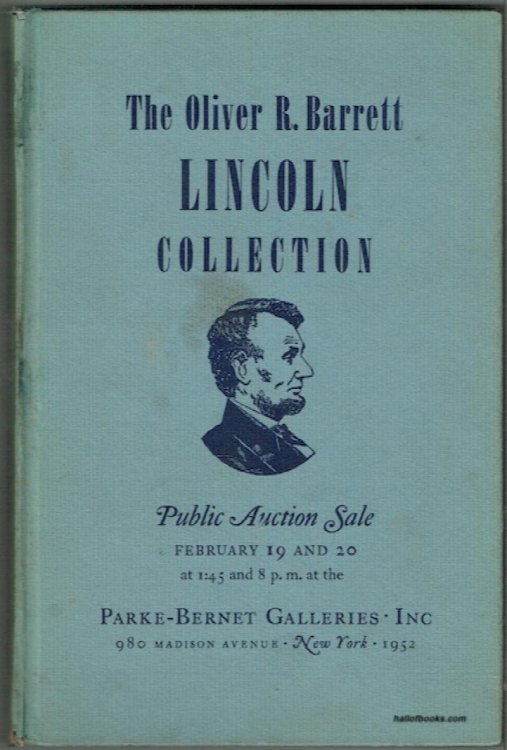 The Oliver R. Barrett
LINCOLN
COLLECTION
Public Auction Sale
FEBRUARY 19 AND 20
at 1:45 and 8 p. m. at the
PARKE-BERNET GALLERIES · INC
980 MADISON AVENUE · New York · 1952
hallofbooks.com